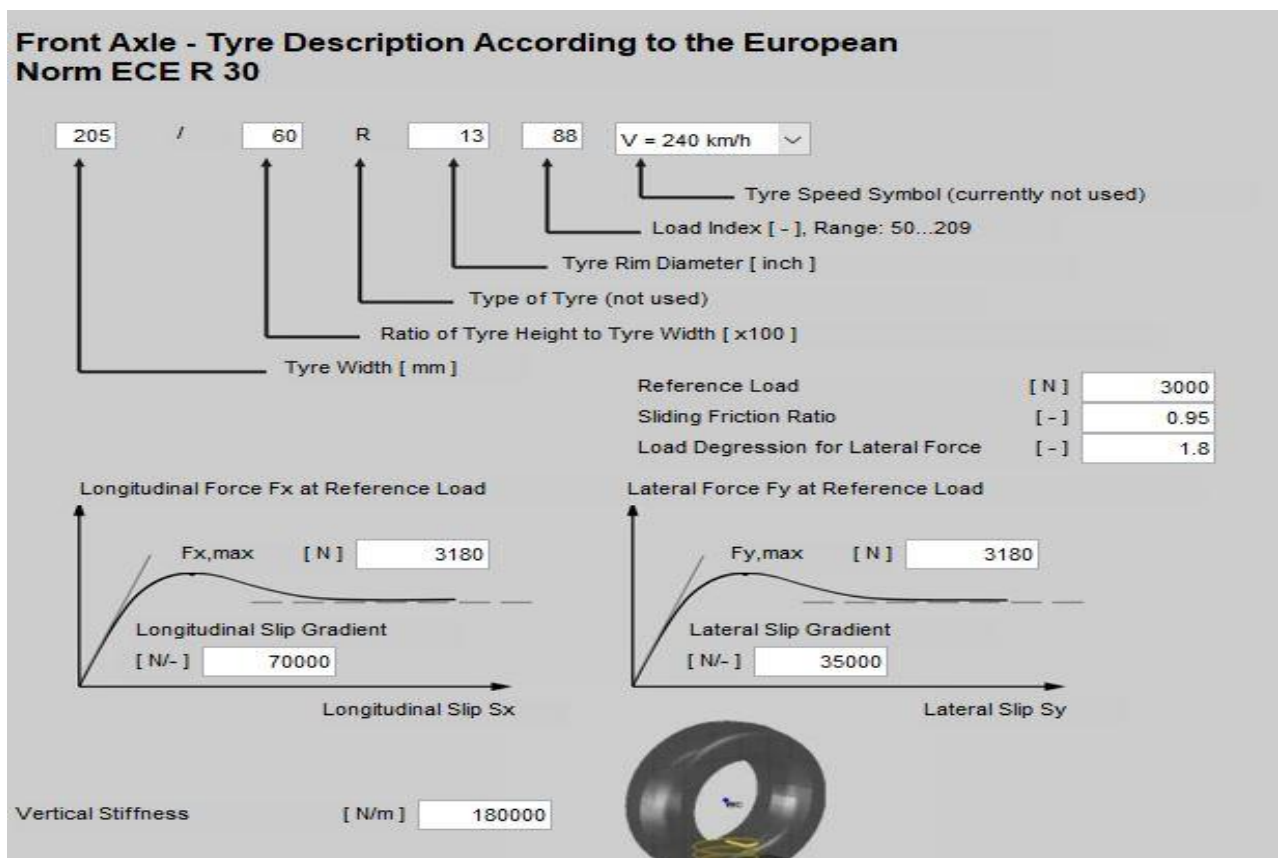 Front Axle - Tyre Description According to the European
Norm ECE R 30
205 / 60 R 13 88 V = 240 km/h
Tyre Speed Symbol (currently not used)
Load Index [ - ], Range: 50...209
Tyre Rim Diameter [ inch ]
Type of Tyre (not used)
Ratio of Tyre Height to Tyre Width [ x100 ]
Tyre Width [ mm ]
Reference Load [ N ] 3000
Sliding Friction Ratio [ - ] 0.95
Load Degression for Lateral Force [ - ] 1.8
Longitudinal Force Fx at Reference Load
Fx,max [ N ] 3180
Longitudinal Slip Gradient
[ N/- ] 70000
Longitudinal Slip Sx
Lateral Force Fy at Reference Load
Fy,max [ N ] 3180
Lateral Slip Gradient
[ N/- ] 35000
Lateral Slip Sy
Vertical Stiffness [ N/m ] 180000